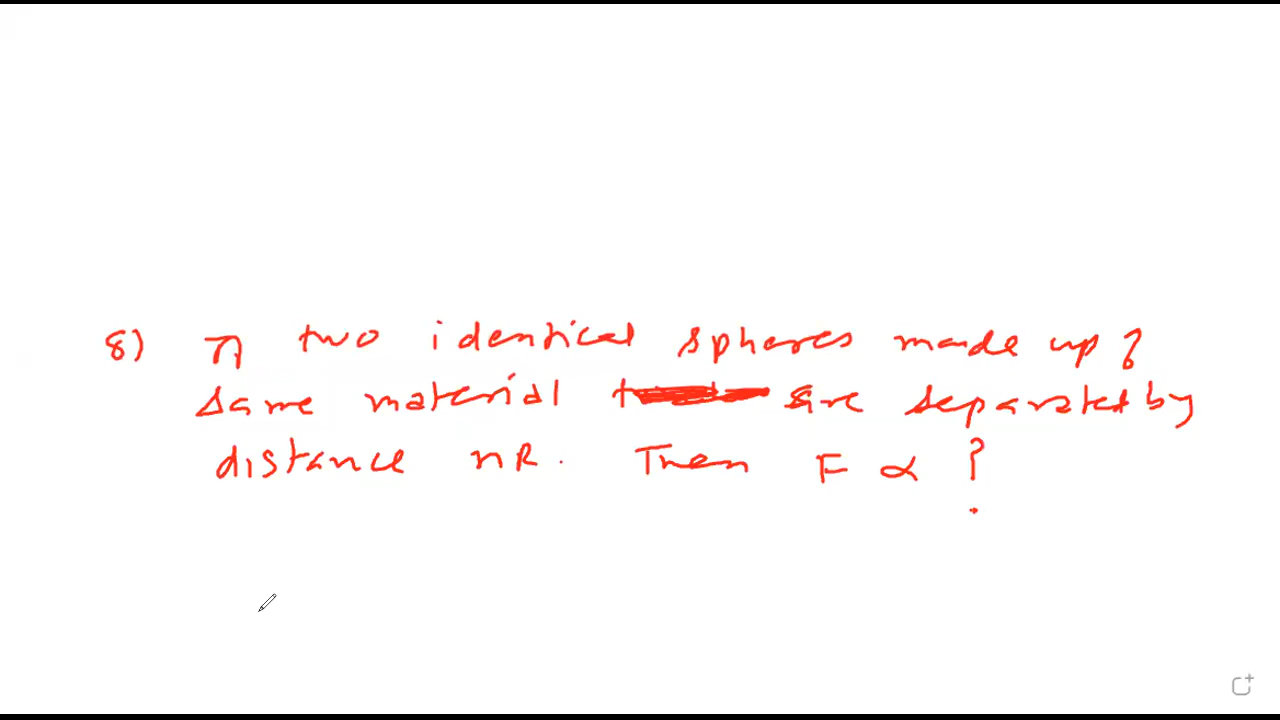 8) If two identical spheres made up of
same material are separated by
distance nR. Then F ∝ ?